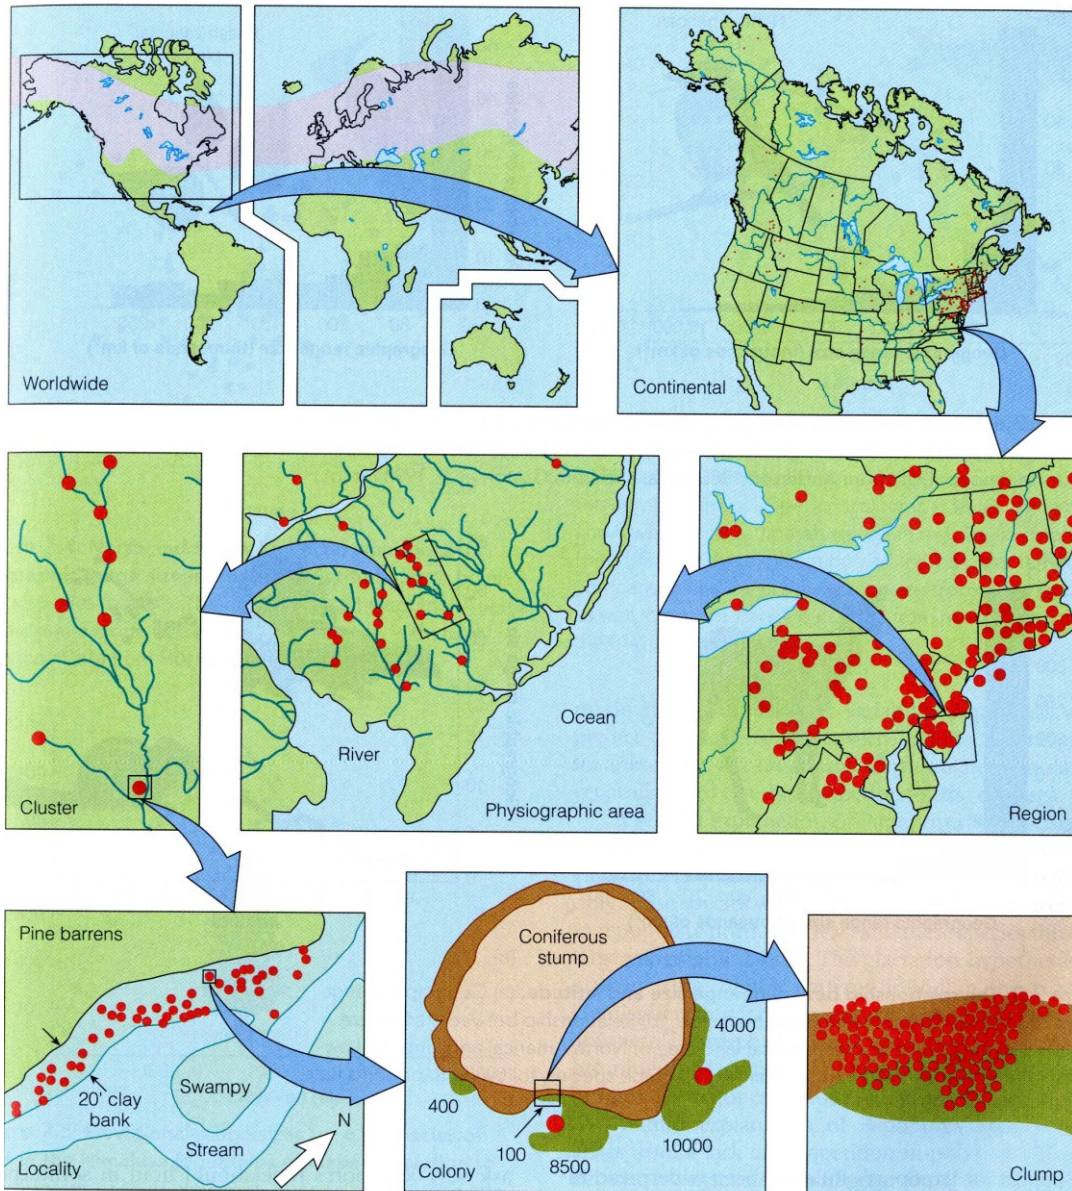 Worldwide
Continental
Cluster
River
Ocean
Physiographic area
Region
Pine barrens
20' clay
bank
Swampy
Stream
N
Locality
Coniferous
stump
4000
400
100
8500
10000
Colony
Clump